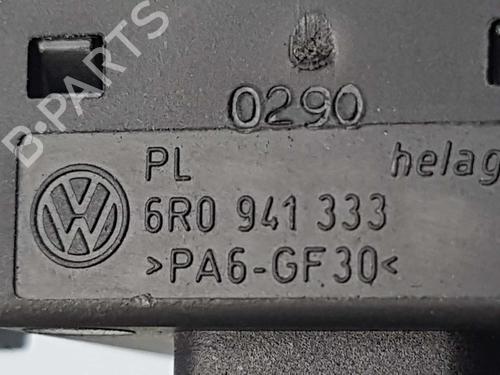 0290
PL helag
6R0 941 333
>PA6-GF30<
B-PARTS